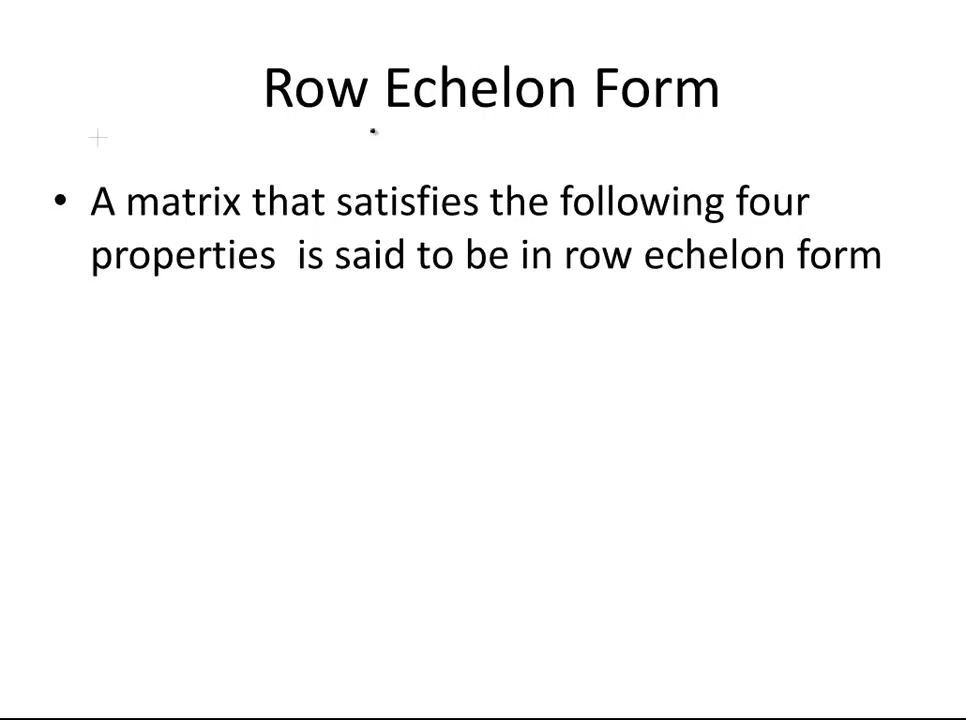 Row Echelon Form
• A matrix that satisfies the following four
properties  is said to be in row echelon form